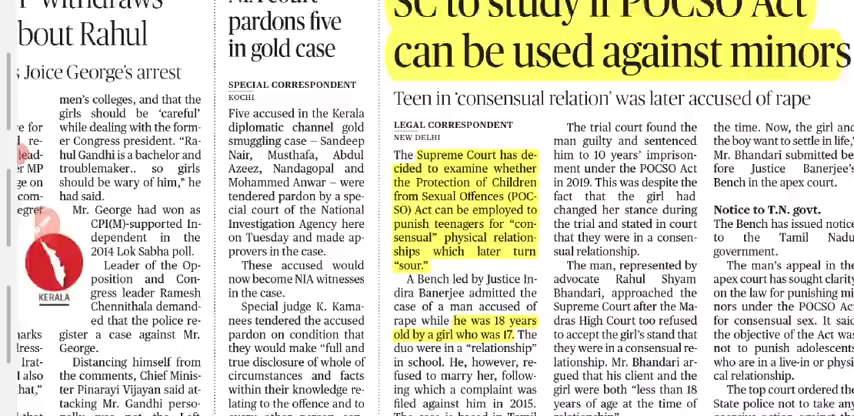 withdraws
bout Rahul
Joice George's arrest
men's colleges, and that the
girls should be 'careful'
while dealing with the form-
er Congress president. "Ra-
hul Gandhi is a bachelor and
troublemaker.. so girls
should be wary of him," he
had said.
Mr. George had won as
CPI(M)-supported In-
dependent in the
2014 Lok Sabha poll.
Leader of the Op-
position and Con-
gress leader Ramesh
Chennithala demand-
ed that the police re-
gister a case against Mr.
George.
Distancing himself from
the comments, Chief Minis-
ter Pinarayi Vijayan said at-
tacking Mr. Gandhi perso-
KERALA
pardons five
in gold case
SPECIAL CORRESPONDENT
KOCHI
Five accused in the Kerala
diplomatic channel gold
smuggling case – Sandeep
Nair, Musthafa, Abdul
Azeez, Nandagopal and
Mohammed Anwar – were
tendered pardon by a spe-
cial court of the National
Investigation Agency here
on Tuesday and made ap-
provers in the case.
These accused would
now become NIA witnesses
in the case.
Special judge K. Kama-
nees tendered the accused
pardon on condition that
they would make "full and
true disclosure of whole of
circumstances and facts
within their knowledge re-
lating to the offence and to
SC to study if POCSO Act
can be used against minors
Teen in 'consensual relation' was later accused of rape
LEGAL CORRESPONDENT
NEW DELHI
The Supreme Court has de-
cided to examine whether
the Protection of Children
from Sexual Offences (POC-
SO) Act can be employed to
punish teenagers for "con-
sensual" physical relation-
ships which later turn
"sour."
A Bench led by Justice In-
dira Banerjee admitted the
case of a man accused of
rape while he was 18 years
old by a girl who was 17. The
duo were in a "relationship"
in school. He, however, re-
fused to marry her, follow-
ing which a complaint was
filed against him in 2015.
The trial court found the
man guilty and sentenced
him to 10 years' imprison-
ment under the POCSO Act
in 2019. This was despite the
fact that the girl had
changed her stance during
the trial and stated in court
that they were in a consen-
sual relationship.
The man, represented by
advocate Rahul Shyam
Bhandari, approached the
Supreme Court after the Ma-
dras High Court too refused
to accept the girl's stand that
they were in a consensual re-
lationship. Mr. Bhandari ar-
gued that his client and the
girl were both "less than 18
years of age at the time of
the time. Now, the girl and
the boy want to settle in life,"
Mr. Bhandari submitted be-
fore Justice Banerjee's
Bench in the apex court.
Notice to T.N. govt.
The Bench has issued notice
to the Tamil Nadu
government.
The man's appeal in the
apex court has sought clarity
on the law for punishing mi-
nors under the POCSO Act
for consensual sex. It said
the objective of the Act was
not to punish adolescents
who are in a live-in or physi-
cal relationship.
The top court ordered the
State police not to take any